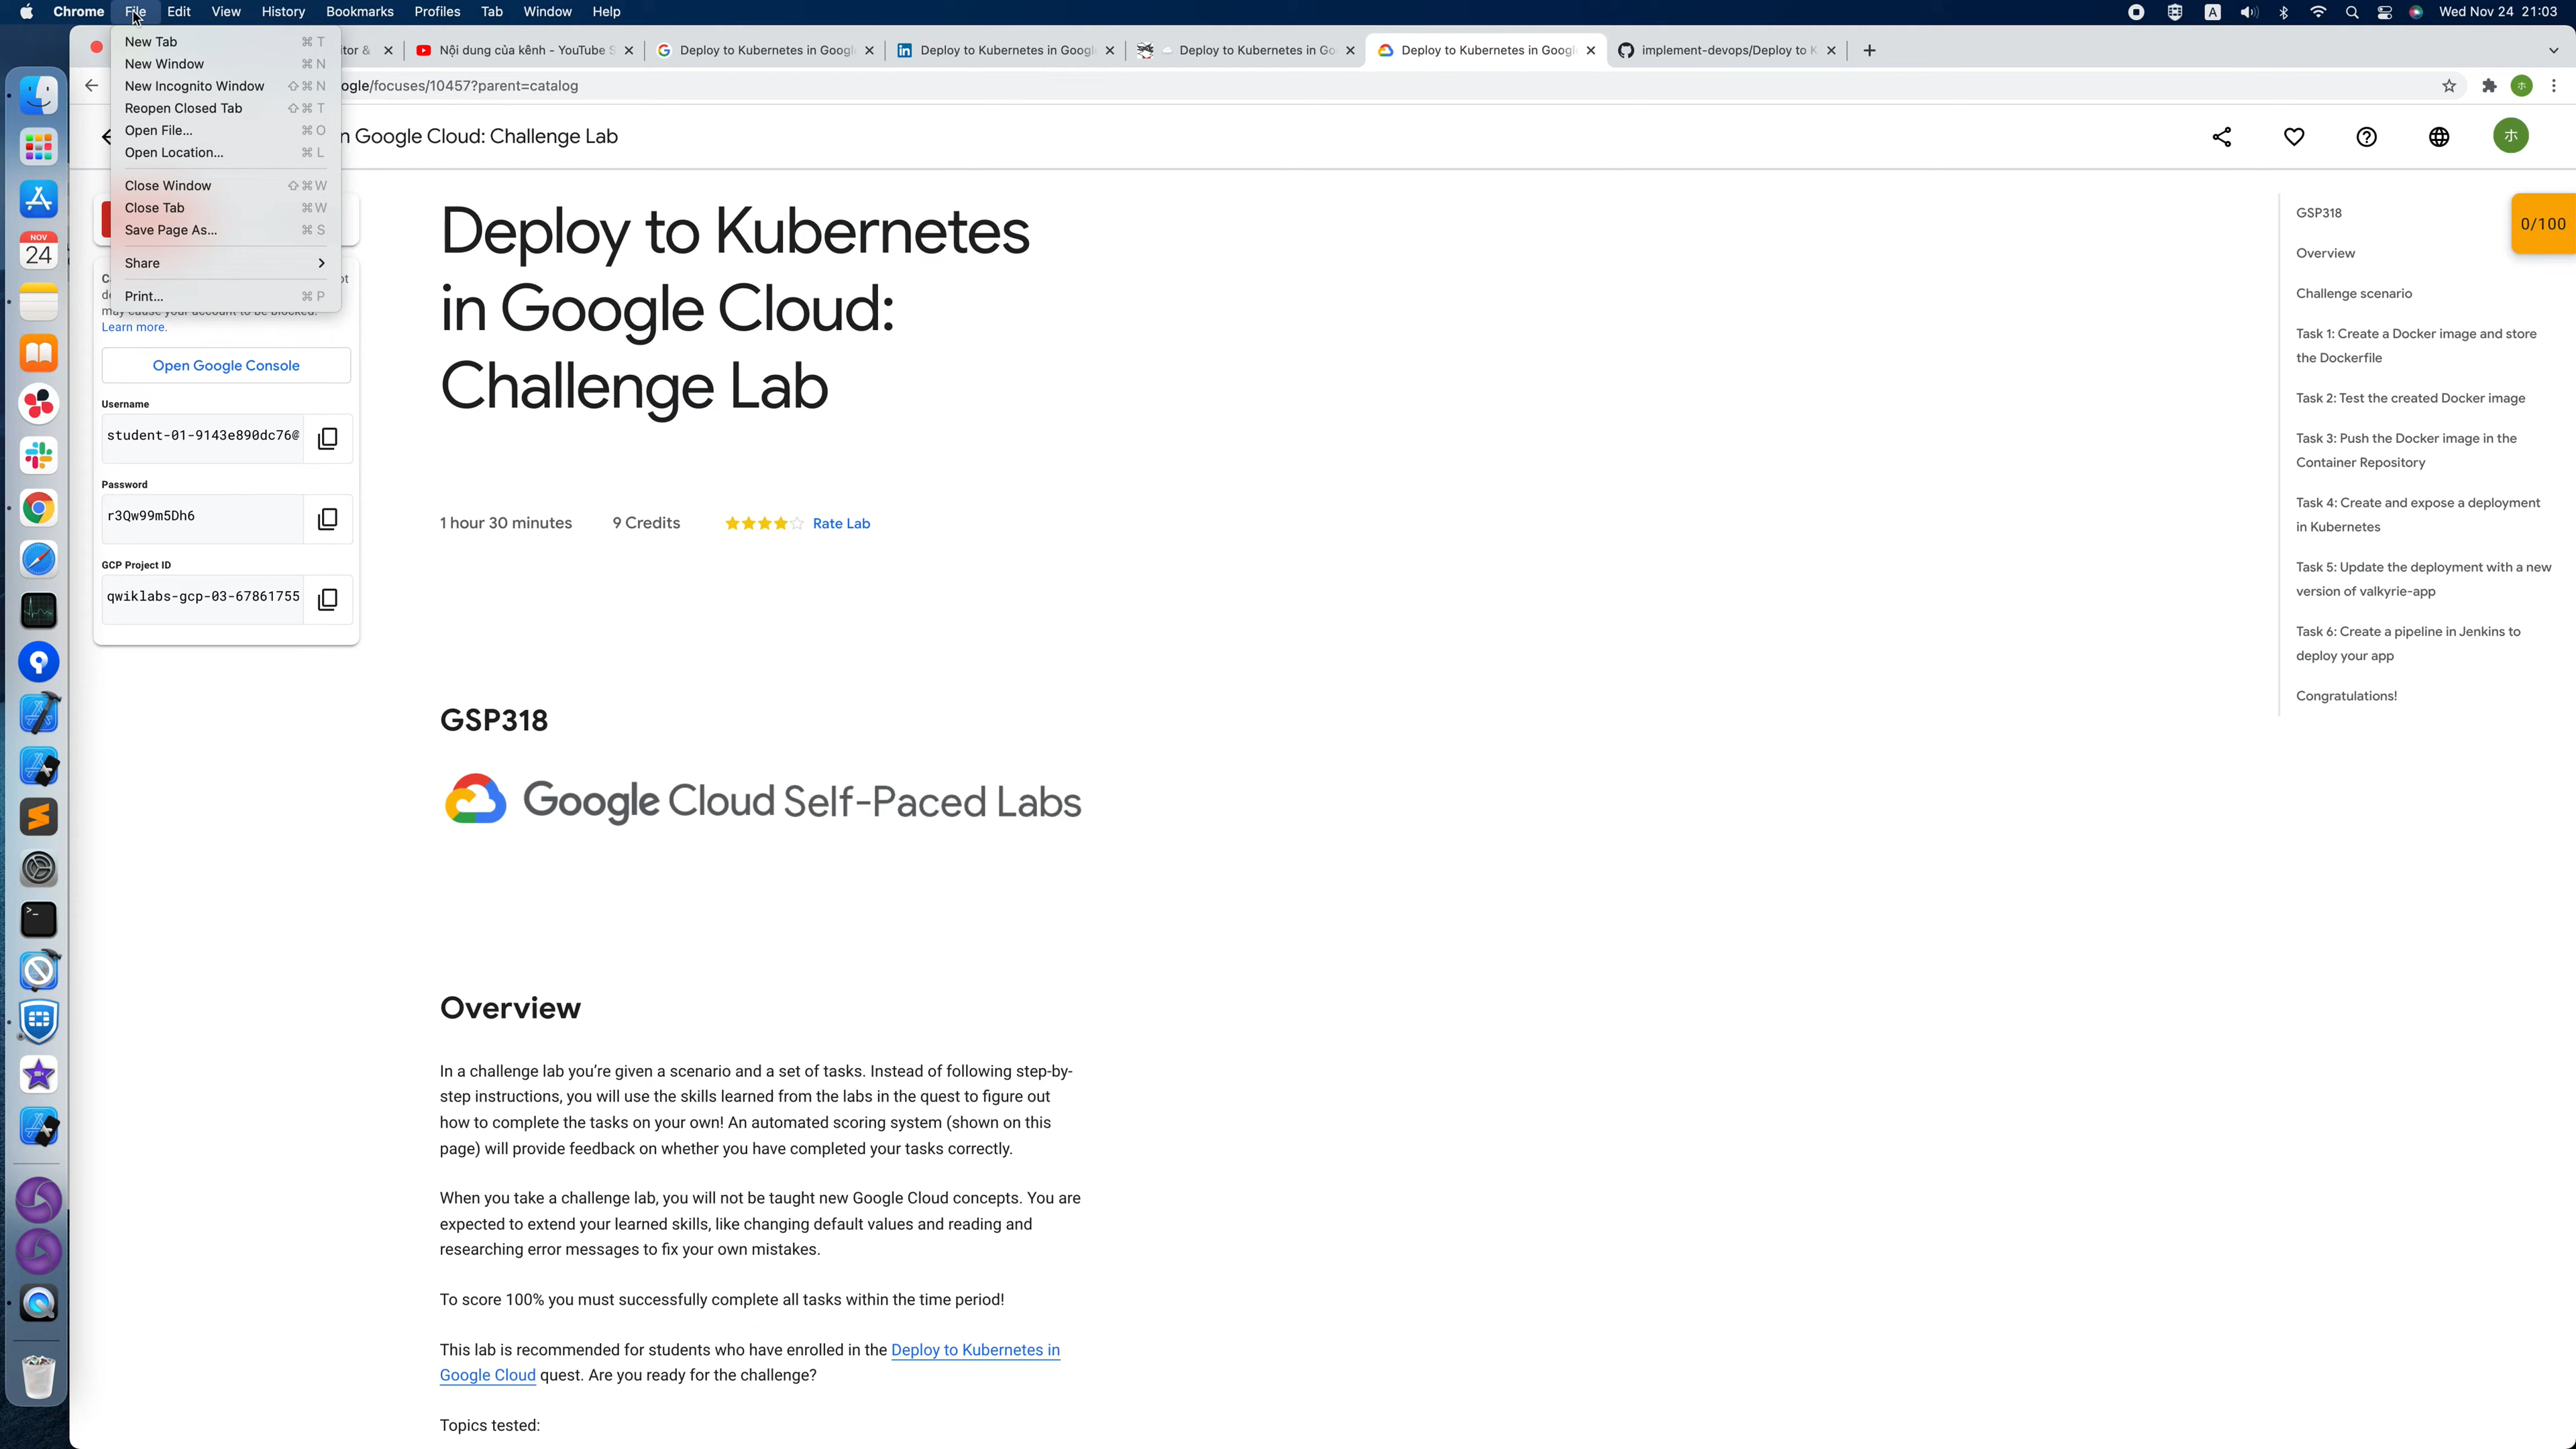 Chrome File Edit View History Bookmarks Profiles Tab Window Help
A Wed Nov 24 21:03
New Tab ⌘ T
New Window ⌘ N
New Incognito Window ⇧ ⌘ N
Reopen Closed Tab ⇧ ⌘ T
Open File... ⌘ O
Open Location... ⌘ L
Close Window ⇧ ⌘ W
Close Tab ⌘ W
Save Page As... ⌘ S
Share
Print... ⌘ P
itor &
Nội dung của kênh - YouTube S
Deploy to Kubernetes in Googl
Deploy to Kubernetes in Googl
Deploy to Kubernetes in Go
Deploy to Kubernetes in Googl
implement-devops/Deploy to K
ogle/focuses/10457?parent=catalog
ホ
n Google Cloud: Challenge Lab
ホ
NOV
24
may cause your account to be blocked.
Learn more.
Open Google Console
Username
student-01-9143e890dc76@
Password
r3Qw99m5Dh6
GCP Project ID
qwiklabs-gcp-03-67861755
Deploy to Kubernetes
in Google Cloud:
Challenge Lab
1 hour 30 minutes 9 Credits Rate Lab
GSP318
Google Cloud Self-Paced Labs
Overview
In a challenge lab you're given a scenario and a set of tasks. Instead of following step-by-
step instructions, you will use the skills learned from the labs in the quest to figure out
how to complete the tasks on your own! An automated scoring system (shown on this
page) will provide feedback on whether you have completed your tasks correctly.
When you take a challenge lab, you will not be taught new Google Cloud concepts. You are
expected to extend your learned skills, like changing default values and reading and
researching error messages to fix your own mistakes.
To score 100% you must successfully complete all tasks within the time period!
This lab is recommended for students who have enrolled in the Deploy to Kubernetes in
Google Cloud quest. Are you ready for the challenge?
Topics tested:
GSP318
Overview
Challenge scenario
Task 1: Create a Docker image and store
the Dockerfile
Task 2: Test the created Docker image
Task 3: Push the Docker image in the
Container Repository
Task 4: Create and expose a deployment
in Kubernetes
Task 5: Update the deployment with a new
version of valkyrie-app
Task 6: Create a pipeline in Jenkins to
deploy your app
Congratulations!
0/100